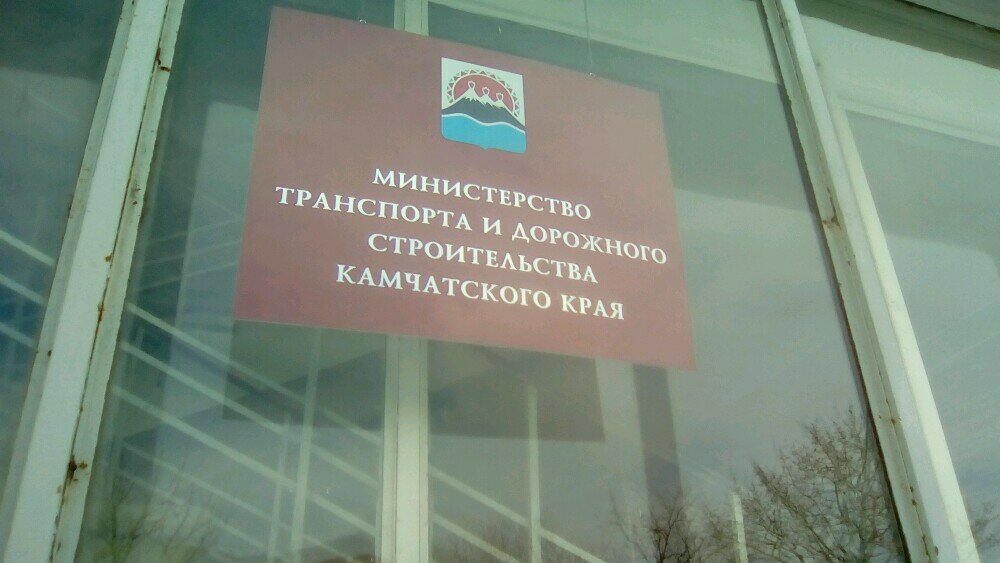 МИНИСТЕРСТВО
ТРАНСПОРТА И ДОРОЖНОГО
СТРОИТЕЛЬСТВА
КАМЧАТСКОГО КРАЯ